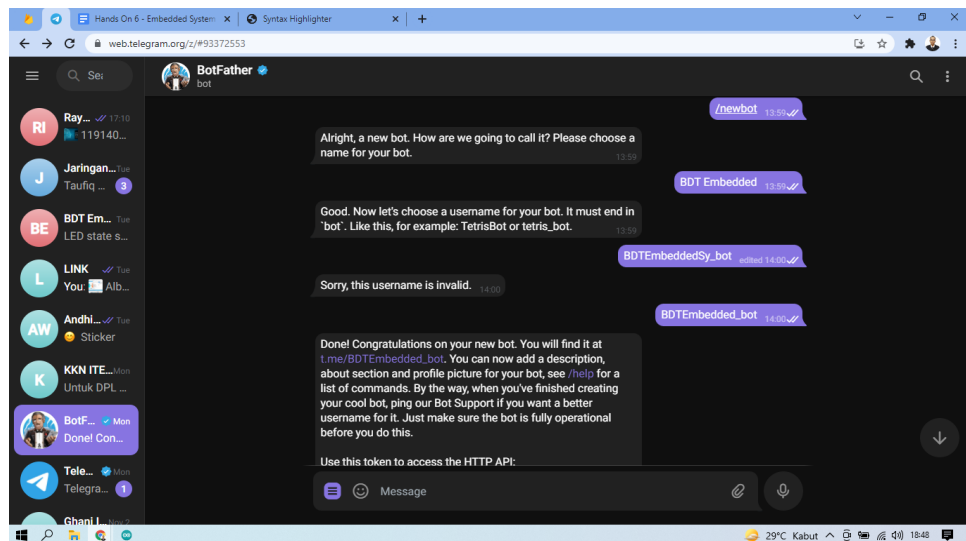 Hands On 6 - Embedded System
Syntax Highlighter
web.telegram.org/z/#93372553
Sea
BotFather
bot
RI
Ray... 17:10
119140...
J
Jaringan... Tue
Taufiq ... 3
BE
BDT Em... Tue
LED state s...
L
LINK Tue
You: Alb...
AW
Andhi... Tue
Sticker
K
KKN ITE... Mon
Untuk DPL ...
BotF... Mon
Done! Con...
Tele... Mon
Telegra... 1
Ghani I... Nov 2
/newbot 13:59
Alright, a new bot. How are we going to call it? Please choose a
name for your bot. 13:59
BDT Embedded 13:59
Good. Now let's choose a username for your bot. It must end in
`bot`. Like this, for example: TetrisBot or tetris_bot. 13:59
BDTEmbeddedSy_bot edited 14:00
Sorry, this username is invalid. 14:00
BDTEmbedded_bot 14:00
Done! Congratulations on your new bot. You will find it at
t.me/BDTEmbedded_bot. You can now add a description,
about section and profile picture for your bot, see /help for a
list of commands. By the way, when you've finished creating
your cool bot, ping our Bot Support if you want a better
username for it. Just make sure the bot is fully operational
before you do this.
Use this token to access the HTTP API:
Message
29°C Kabut 18:48